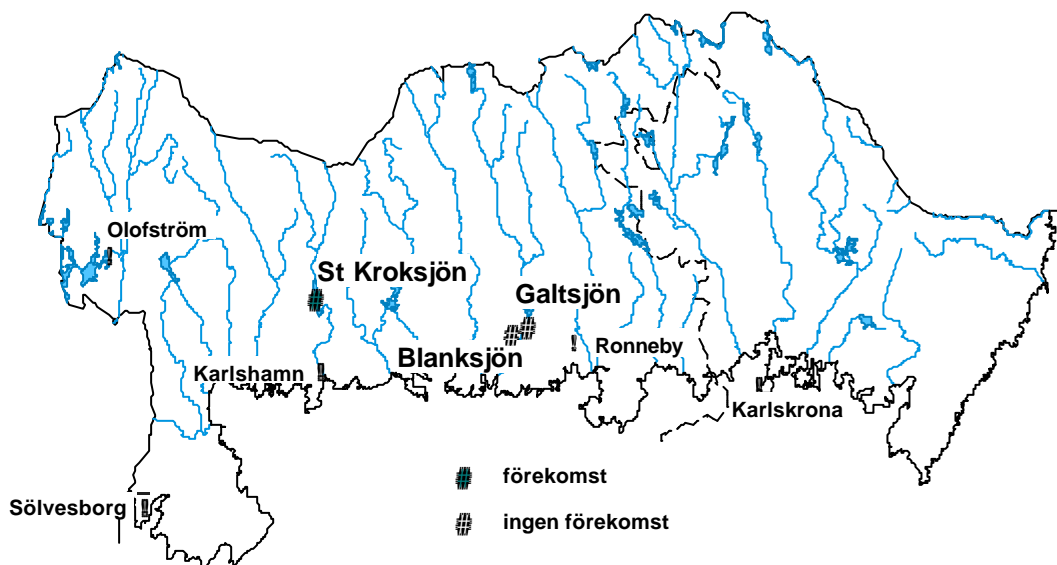 Olofström
St Kroksjön
Galtsjön
Blanksjön
Ronneby
Karlshamn
Karlskrona
förekomst
Sölvesborg
ingen förekomst